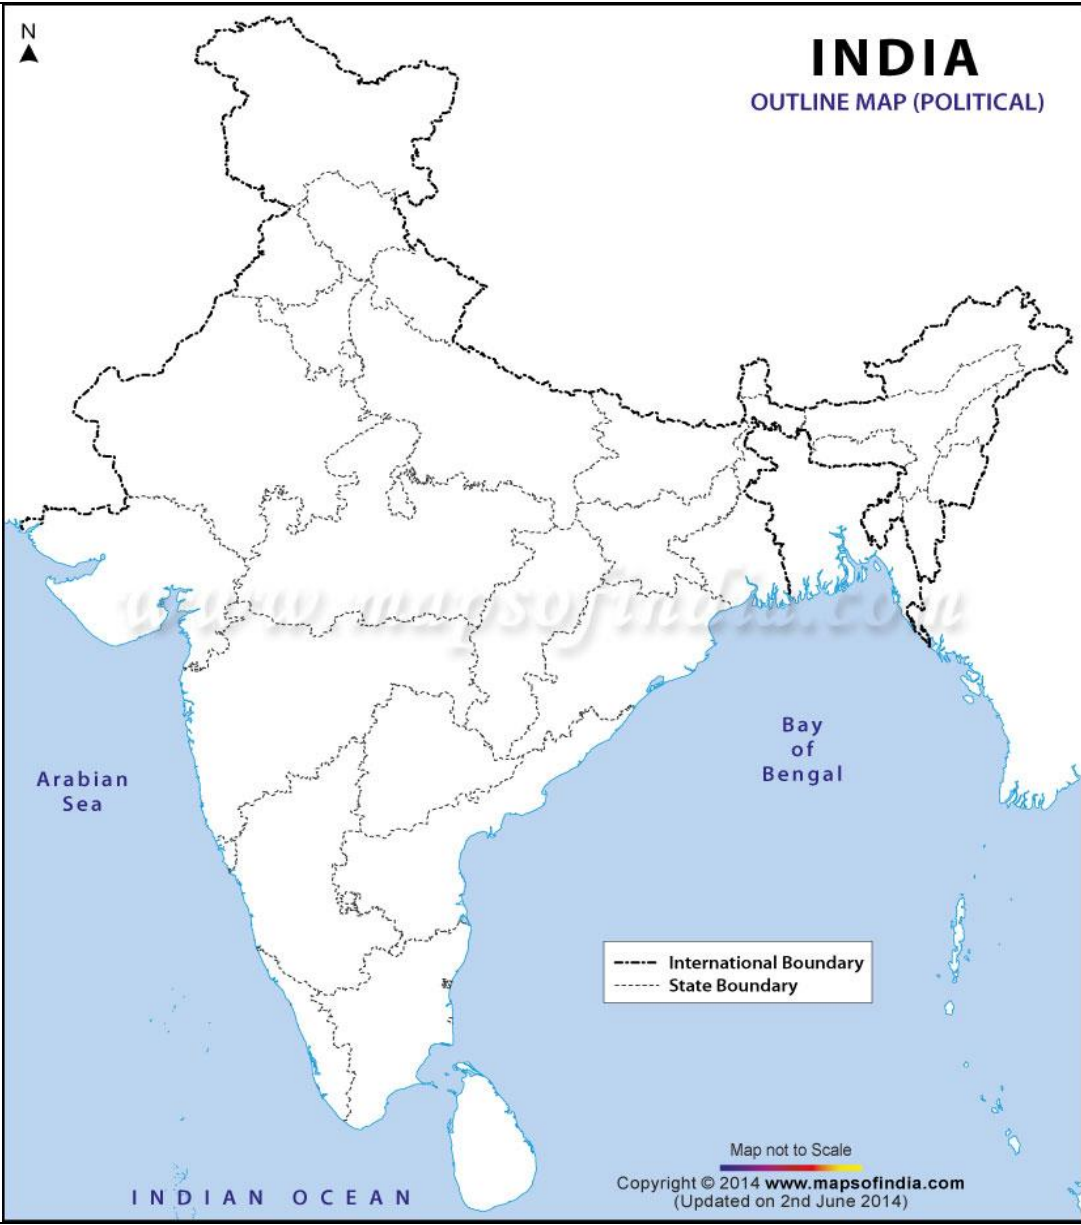 N
INDIA
OUTLINE MAP (POLITICAL)
www.mapsofindia.com
Bay
of
Bengal
Arabian
Sea
International Boundary
State Boundary
Map not to Scale
Copyright © 2014 www.mapsofindia.com
(Updated on 2nd June 2014)
INDIAN OCEAN